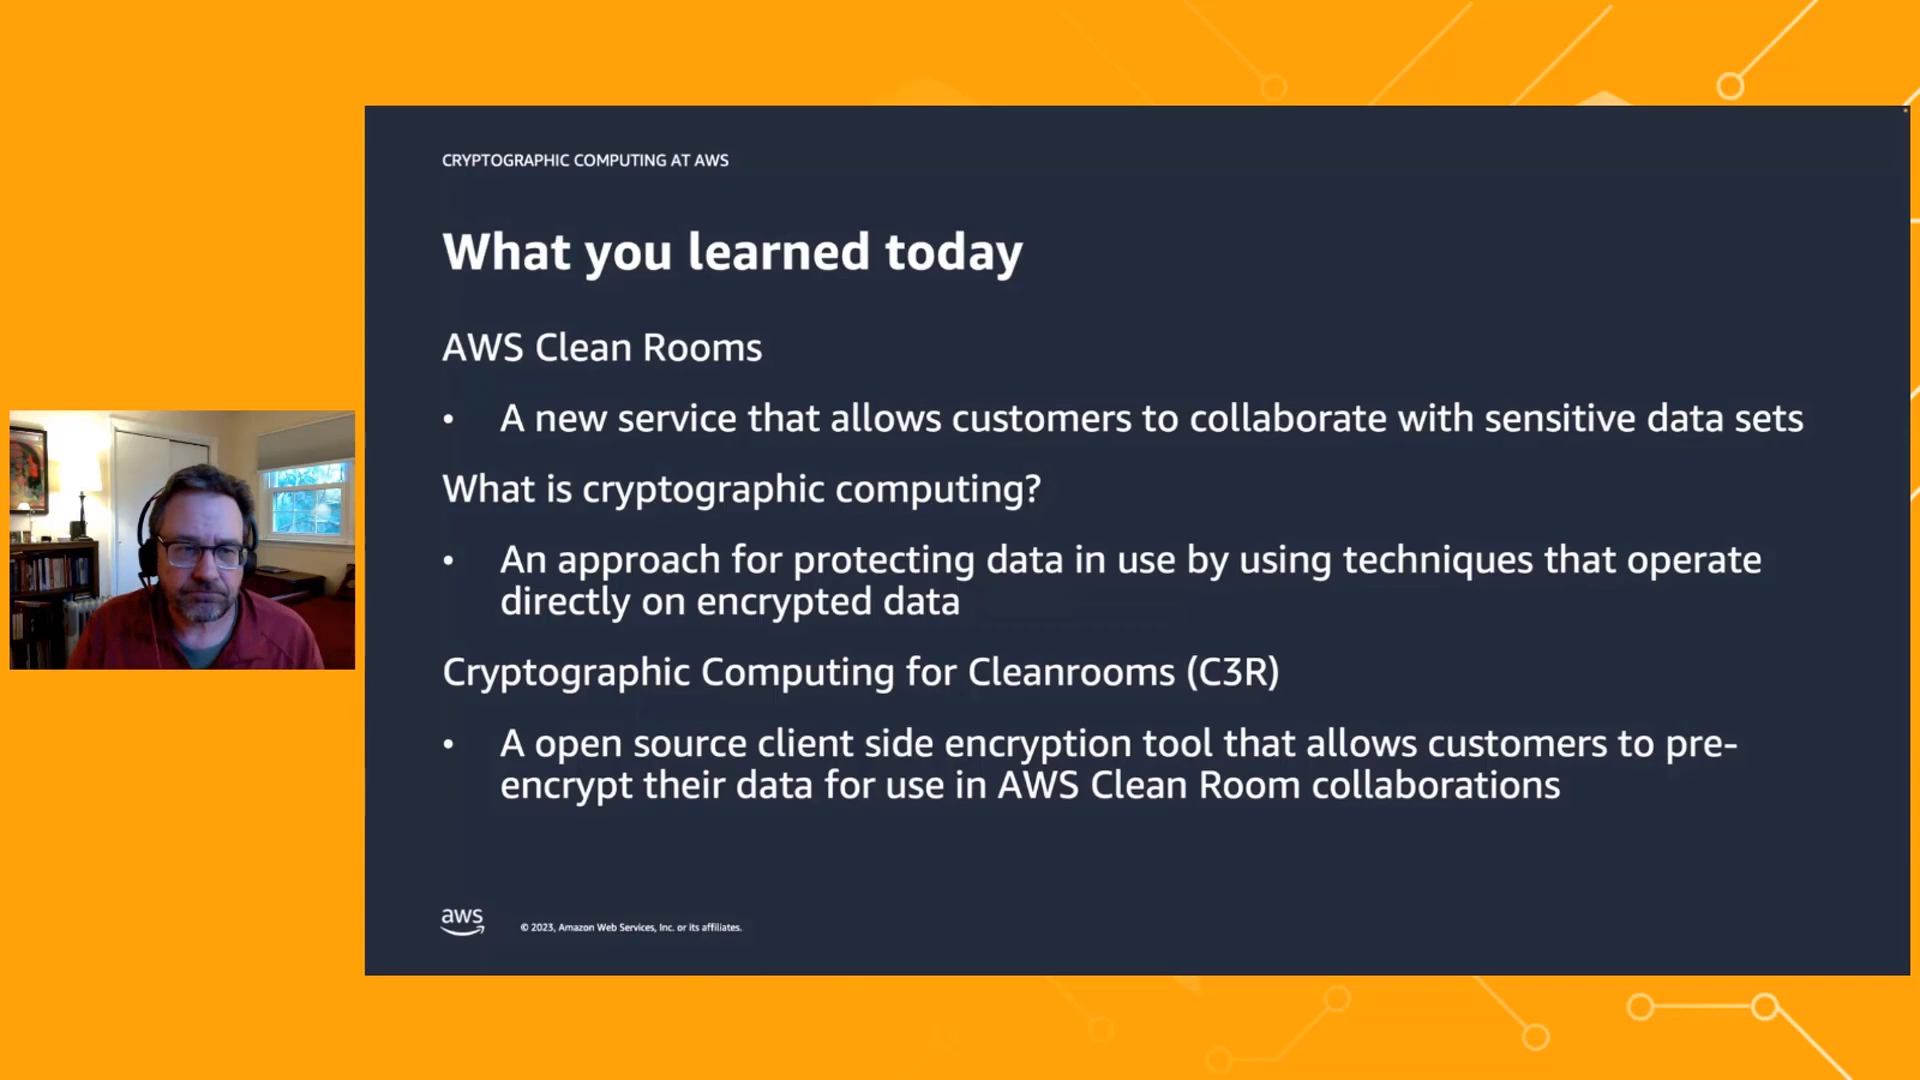 CRYPTOGRAPHIC COMPUTING AT AWS
What you learned today
AWS Clean Rooms
• A new service that allows customers to collaborate with sensitive data sets
What is cryptographic computing?
• An approach for protecting data in use by using techniques that operate
directly on encrypted data
Cryptographic Computing for Cleanrooms (C3R)
• A open source client side encryption tool that allows customers to pre-
encrypt their data for use in AWS Clean Room collaborations
aws
© 2023, Amazon Web Services, Inc. or its affiliates.